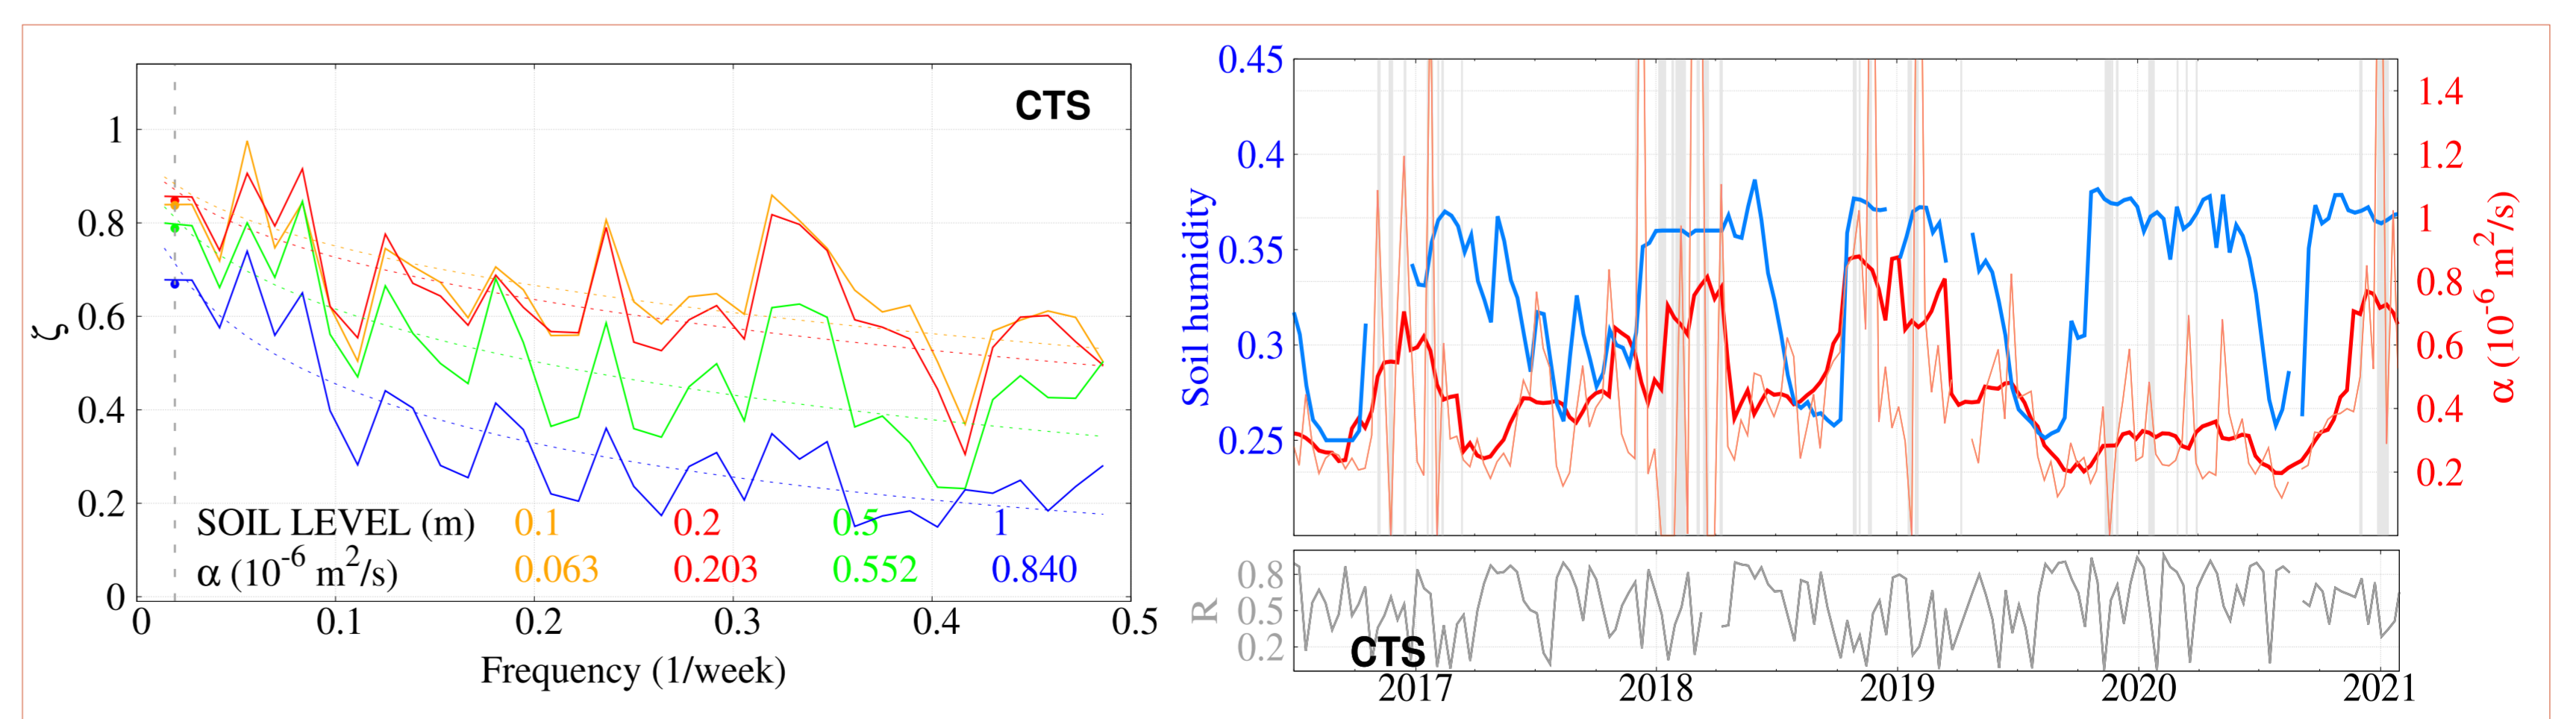 CTS
1
0.8
0.6
0.4
0.2
0
ζ
SOIL LEVEL (m) 0.1 0.2 0.5 1
α (10-6 m2/s) 0.063 0.203 0.552 0.840
0 0.1 0.2 0.3 0.4 0.5
Frequency (1/week)
0.45
0.4
0.35
0.3
0.25
Soil humidity
1.4
1.2
1
0.8
0.6
0.4
0.2
α (10-6 m2/s)
0.8
0.5
0.2
R
CTS
2017 2018 2019 2020 2021